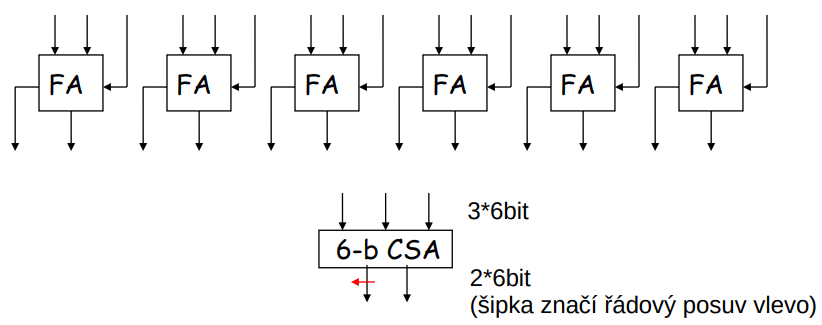 FA FA FA FA FA FA
3*6bit
6-b CSA
2*6bit
(šipka značí řádový posuv vlevo)